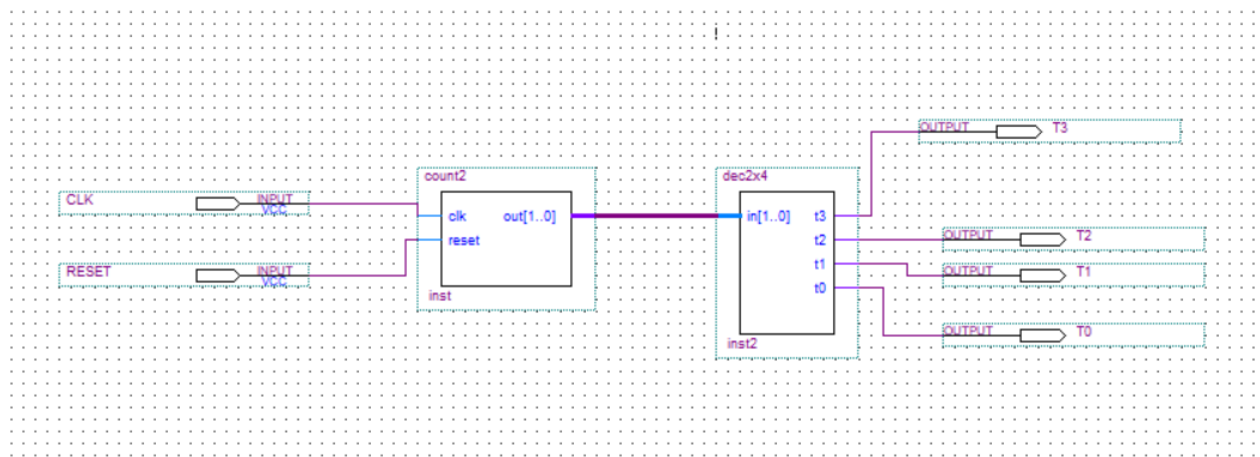 !
OUTPUT T3
count2
dec2x4
CLK INPUT VCC
clk out[1..0]
in[1..0] t3
reset
t2
OUTPUT T2
RESET INPUT VCC
t1
OUTPUT T1
t0
inst
OUTPUT T0
inst2